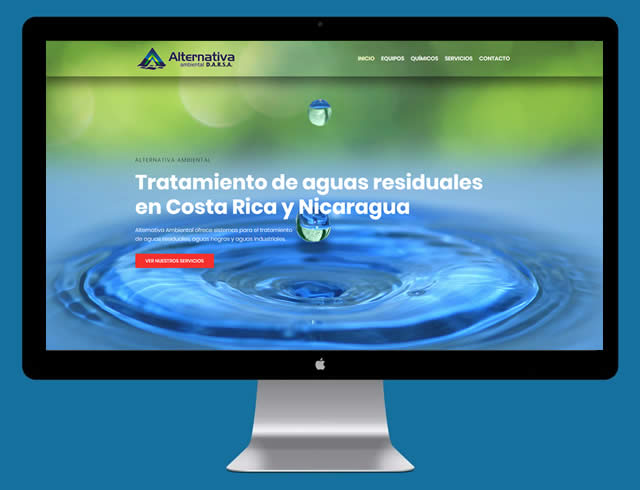 Alternativa
ambiental D.A.R.S.A.
INICIO EQUIPOS QUÍMICOS SERVICIOS CONTACTO
ALTERNATIVA AMBIENTAL
Tratamiento de aguas residuales
en Costa Rica y Nicaragua
Alternativa Ambiental ofrece sistemas para el tratamiento
de aguas residuales, aguas negras y aguas industriales.
VER NUESTROS SERVICIOS